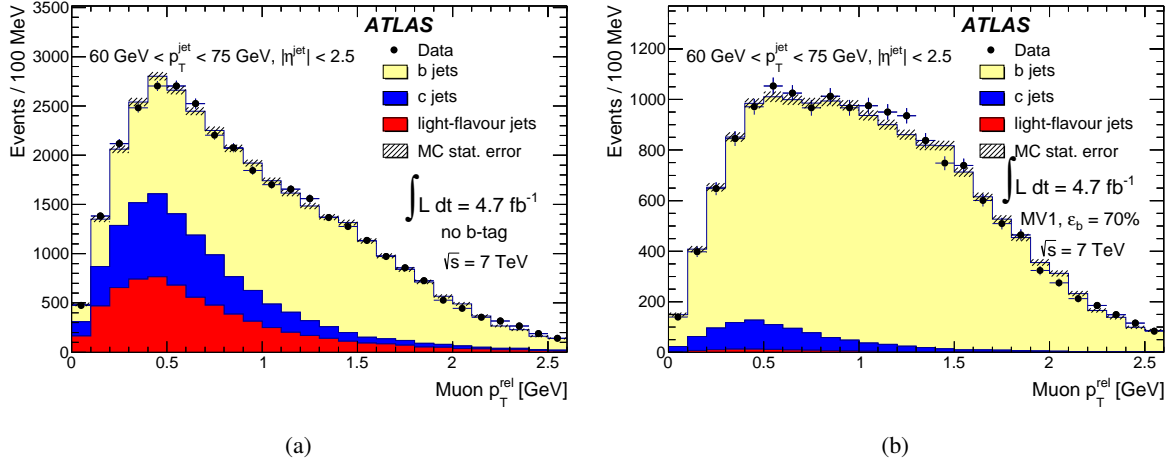 ATLAS
60 GeV < p_T^jet < 75 GeV, |η^jet| < 2.5
Data
b jets
c jets
light-flavour jets
MC stat. error
∫ L dt = 4.7 fb⁻¹
no b-tag
√s = 7 TeV
Events / 100 MeV
3500
3000
2500
2000
1500
1000
500
0
0 0.5 1 1.5 2 2.5
Muon p_T^rel [GeV]
(a)
ATLAS
60 GeV < p_T^jet < 75 GeV, |η^jet| < 2.5
Data
b jets
c jets
light-flavour jets
MC stat. error
∫ L dt = 4.7 fb⁻¹
MV1, ε_b = 70%
√s = 7 TeV
Events / 100 MeV
1200
1000
800
600
400
200
0
0 0.5 1 1.5 2 2.5
Muon p_T^rel [GeV]
(b)